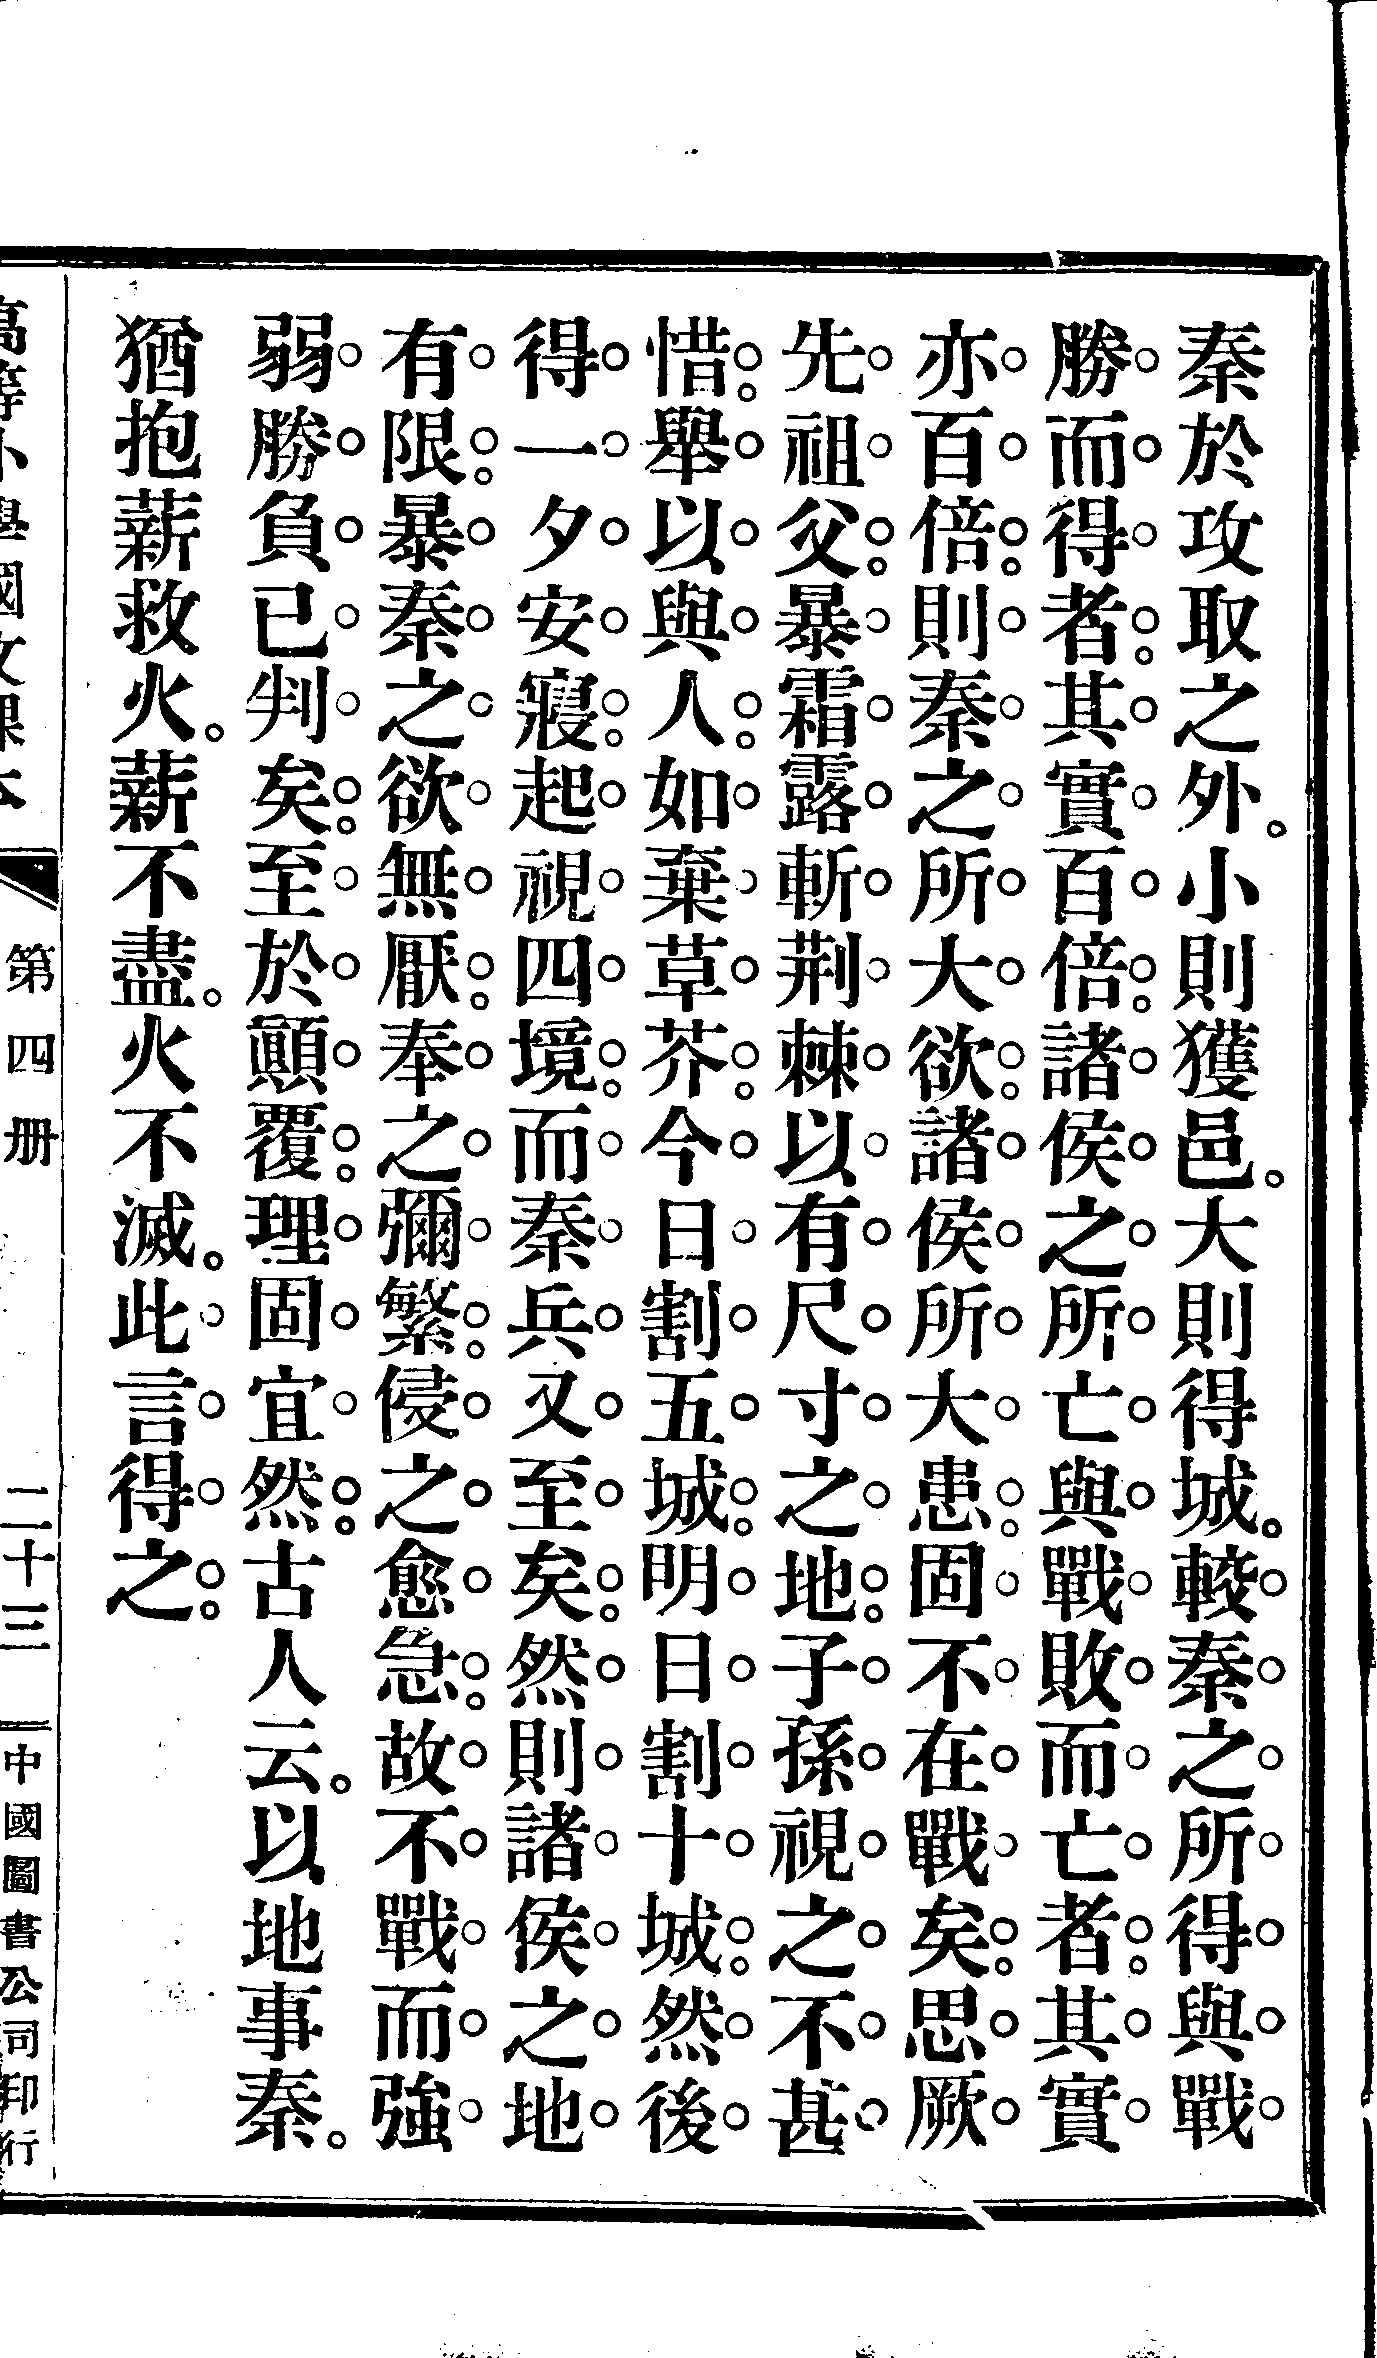 秦於攻取之外。小則獲邑。大則得城。較秦之所得與戰
勝而得者。其實百倍。諸侯之所亡與戰敗而亡者。其實
亦百倍。則秦之所大欲。諸侯所大患。固不在戰矣。思厥
先祖父。暴霜露斬荆棘以有尺寸之地。子孫視之不甚
惜。舉以與人。如棄草芥。今日割五城。明日割十城。然後
得一夕安寢。起視四境。而秦兵又至矣。然則諸侯之地
有限。暴秦之欲無厭。奉之彌繁。侵之愈急。故不戰而強
弱勝負已判矣。至於顚覆。理固宜然。古人云。以地事秦。
猶抱薪救火。薪不盡。火不滅。此言得之。
高等小學國文課本 第四册 二十三 中國圖書公司印行